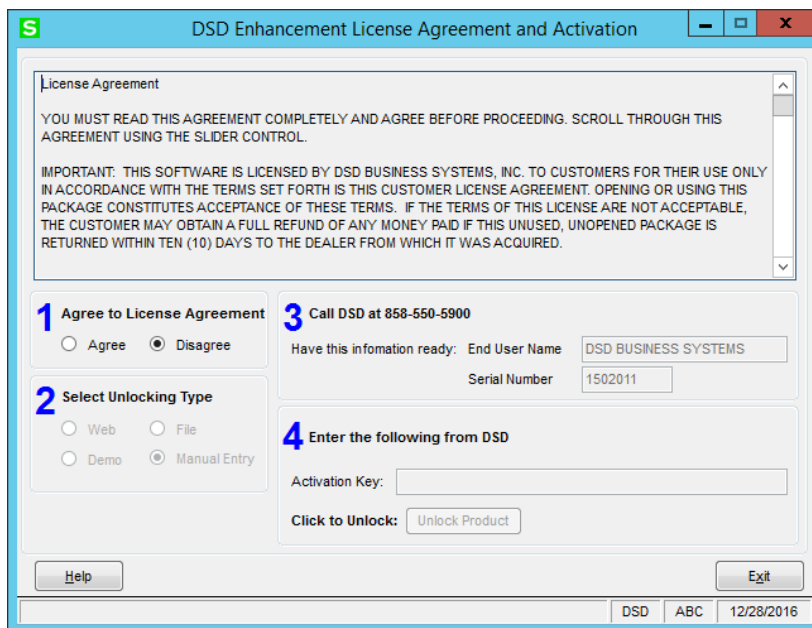 S
DSD Enhancement License Agreement and Activation
x
License Agreement
YOU MUST READ THIS AGREEMENT COMPLETELY AND AGREE BEFORE PROCEEDING. SCROLL THROUGH THIS
AGREEMENT USING THE SLIDER CONTROL.
IMPORTANT: THIS SOFTWARE IS LICENSED BY DSD BUSINESS SYSTEMS, INC. TO CUSTOMERS FOR THEIR USE ONLY
IN ACCORDANCE WITH THE TERMS SET FORTH IS THIS CUSTOMER LICENSE AGREEMENT. OPENING OR USING THIS
PACKAGE CONSTITUTES ACCEPTANCE OF THESE TERMS. IF THE TERMS OF THIS LICENSE ARE NOT ACCEPTABLE,
THE CUSTOMER MAY OBTAIN A FULL REFUND OF ANY MONEY PAID IF THIS UNUSED, UNOPENED PACKAGE IS
RETURNED WITHIN TEN (10) DAYS TO THE DEALER FROM WHICH IT WAS ACQUIRED.
1 Agree to License Agreement
Agree Disagree
2 Select Unlocking Type
Web File
Demo Manual Entry
3 Call DSD at 858-550-5900
Have this infomation ready: End User Name DSD BUSINESS SYSTEMS
Serial Number 1502011
4 Enter the following from DSD
Activation Key:
Click to Unlock: Unlock Product
Help Exit
DSD ABC 12/28/2016